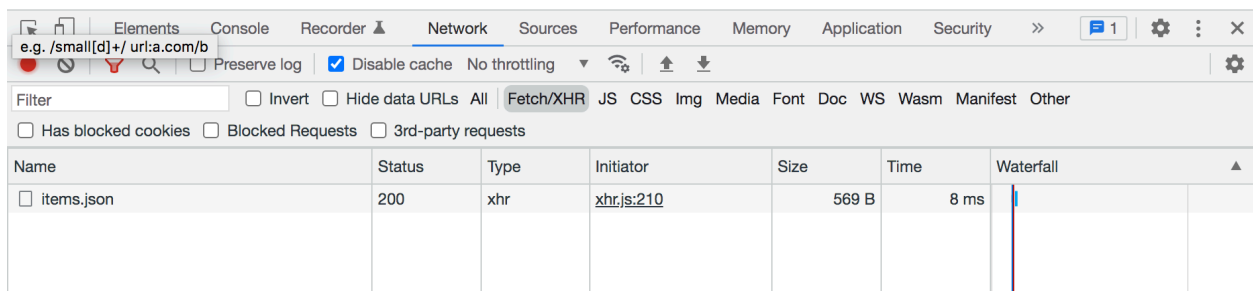 Elements Console Recorder Network Sources Performance Memory Application Security » 1
e.g. /small[d]+/ url:a.com/b
Preserve log Disable cache No throttling
Filter Invert Hide data URLs All Fetch/XHR JS CSS Img Media Font Doc WS Wasm Manifest Other
Has blocked cookies Blocked Requests 3rd-party requests
Name Status Type Initiator Size Time Waterfall
items.json 200 xhr xhr.js:210 569 B 8 ms